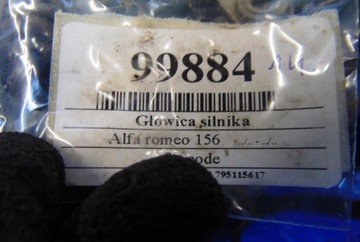 99884
Głowica silnika
Alfa romeo 156
795115617